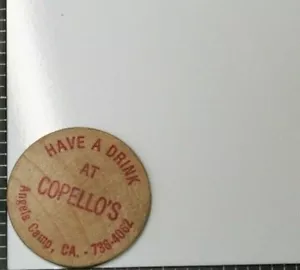 HAVE A DRINK
AT
COPELLO'S
Angels Camp, CA. - 736-4062